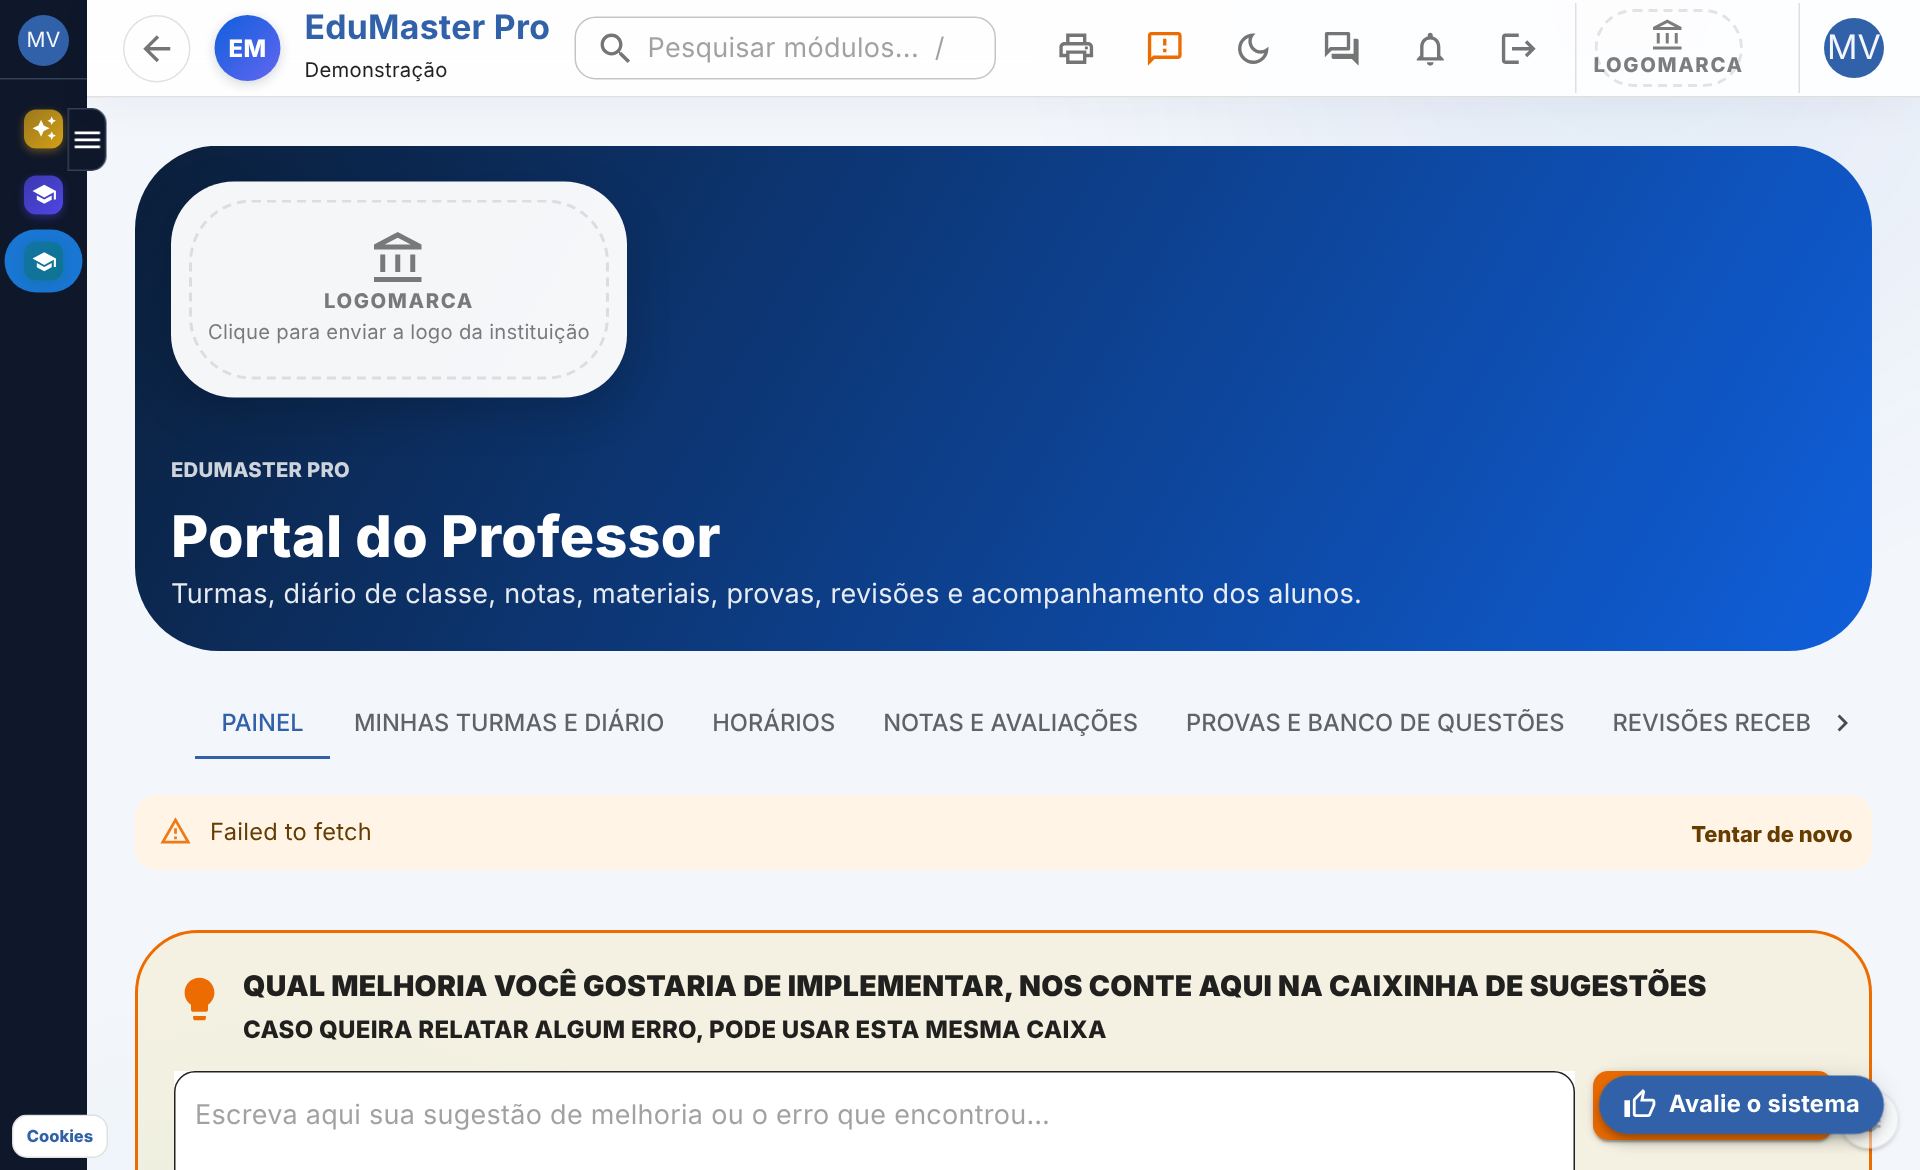 MV
EM
EduMaster Pro
Demonstração
Pesquisar módulos... /
LOGOMARCA
MV
LOGOMARCA
Clique para enviar a logo da instituição
EDUMASTER PRO
Portal do Professor
Turmas, diário de classe, notas, materiais, provas, revisões e acompanhamento dos alunos.
PAINEL MINHAS TURMAS E DIÁRIO HORÁRIOS NOTAS E AVALIAÇÕES PROVAS E BANCO DE QUESTÕES REVISÕES RECEB
Failed to fetch
Tentar de novo
QUAL MELHORIA VOCÊ GOSTARIA DE IMPLEMENTAR, NOS CONTE AQUI NA CAIXINHA DE SUGESTÕES
CASO QUEIRA RELATAR ALGUM ERRO, PODE USAR ESTA MESMA CAIXA
Escreva aqui sua sugestão de melhoria ou o erro que encontrou...
Avalie o sistema
Cookies